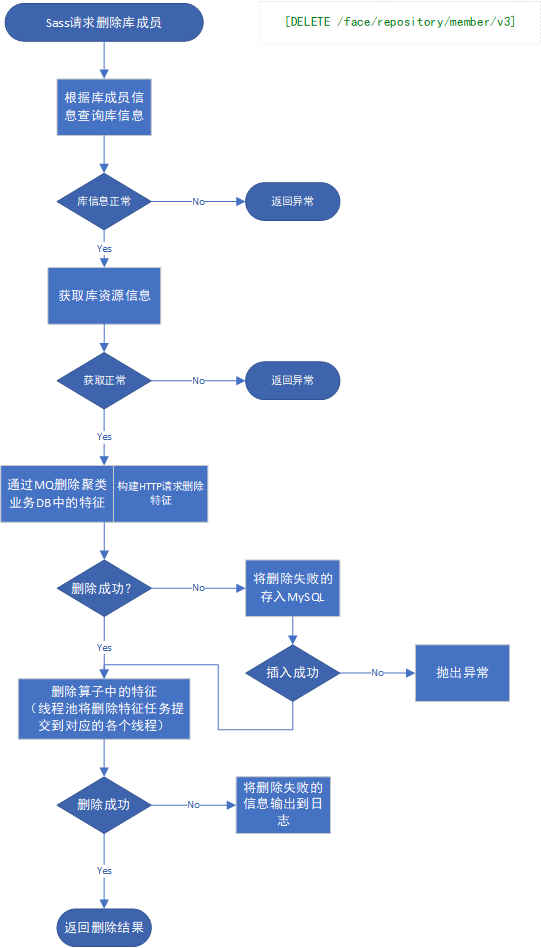 Sass请求删除库成员
[DELETE /face/repository/member/v3]
根据库成员信
息查询库信息
库信息正常
No
返回异常
Yes
获取库资源信息
获取正常
No
返回异常
Yes
通过MQ删除聚类
业务DB中的特征
构建HTTP请求删除
特征
删除成功?
No
将删除失败的
存入MySQL
Yes
插入成功
No
抛出异常
删除算子中的特征
（线程池将删除特征任务提
交到对应的各个线程）
删除成功
No
将删除失败的
信息输出到日
志
Yes
返回删除结果